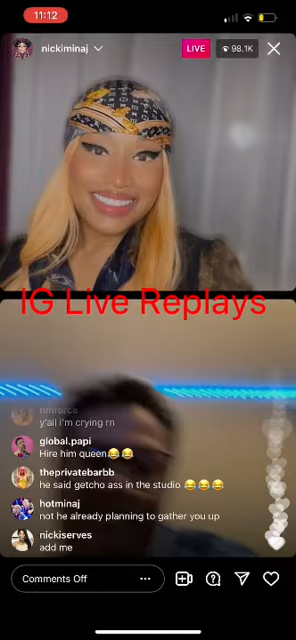 11:12
nickiminaj
LIVE
98.1K
IG Live Replays
y'all i'm crying rn
global.papi
Hire him queen😂😂
theprivatebarbb
he said getcho ass in the studio 😂😂😂
hotminaj
not he already planning to gather you up
nickiserves
add me
Comments Off